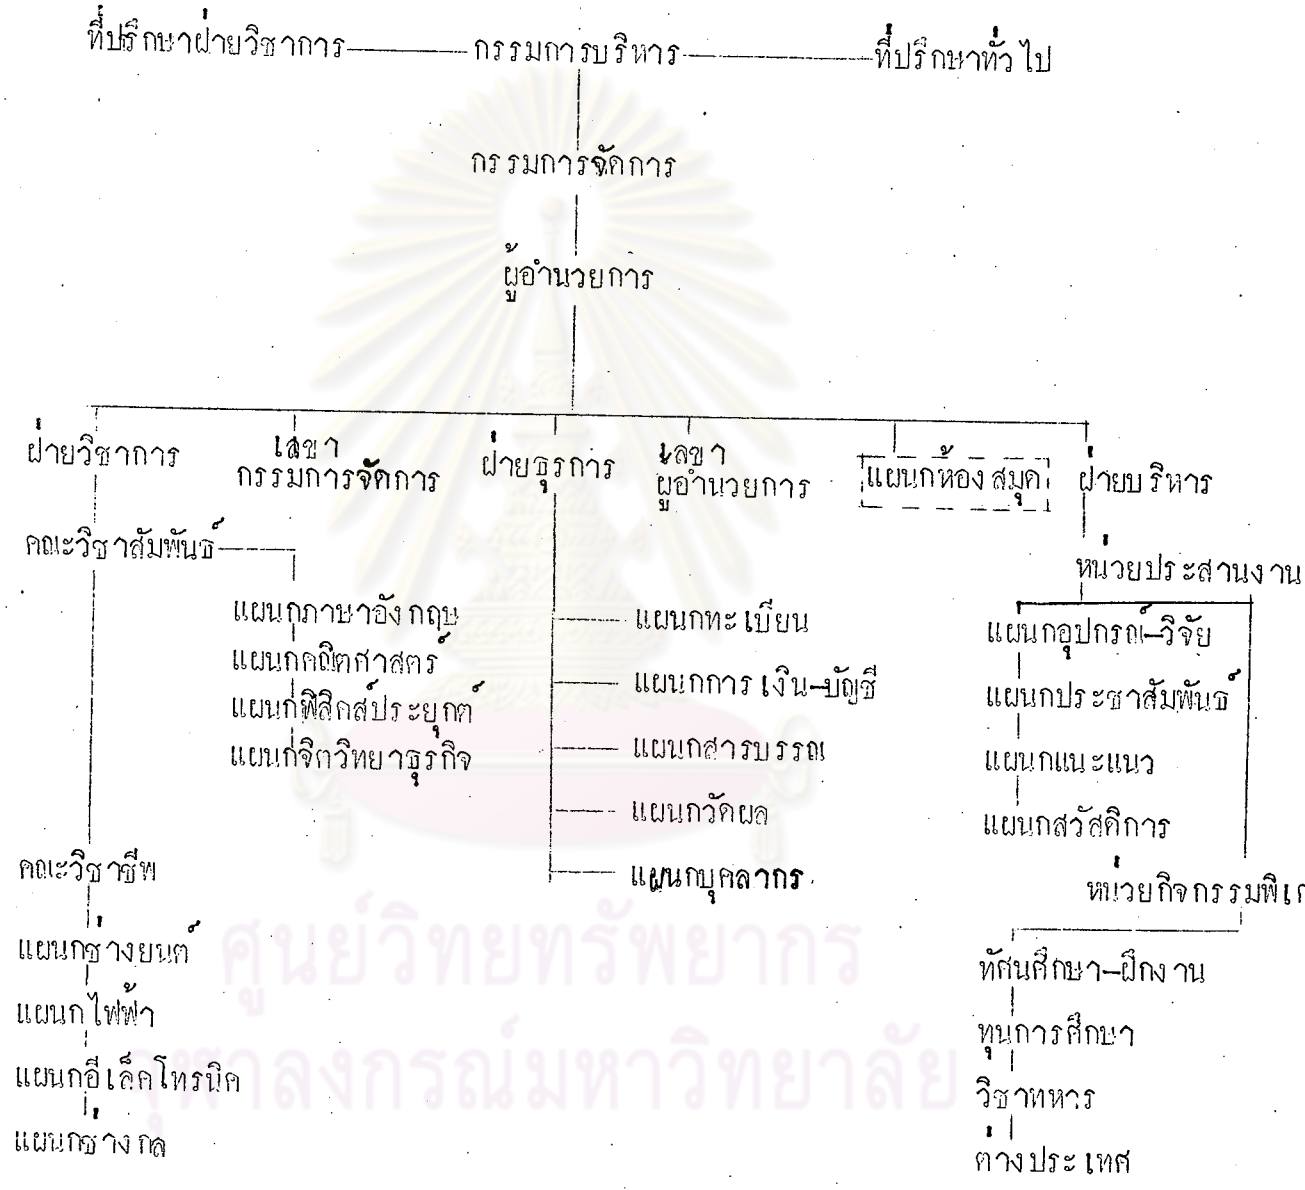 ที่ปรึกษาฝ่ายวิชาการ กรรมการบริหาร ที่ปรึกษาทั่วไป
กรรมการจัดการ
ผู้อำนวยการ
ฝ่ายวิชาการ
เลขา
กรรมการจัดการ
ฝ่ายธุรการ
เลขา
ผู้อำนวยการ
แผนกห้องสมุด
ฝ่ายบริหาร
คณะวิชาสัมพันธ์
แผนกภาษาอังกฤษ
แผนกคณิตศาสตร์
แผนกฟิสิคส์ประยุกต์
แผนกจิตวิทยาธุรกิจ
คณะวิชาชีพ
แผนกช่างยนต์
แผนกไฟฟ้า
แผนกอีเล็คโทรนิค
แผนกช่างกล
แผนกทะเบียน
แผนกการเงิน-บัญชี
แผนกสารบรรณ
แผนกวัดผล
แผนกบุคลากร
หน่วยประสานงาน
แผนกอุปกรณ์-วิจัย
แผนกประชาสัมพันธ์
แผนกแนะแนว
แผนกสวัสดิการ
หน่วยกิจกรรม
ทัศนศึกษา-ฝึกงาน
ทุนการศึกษา
วิชาทหาร
ต่างประเทศ
ศูนย์วิทยทรัพยากร
จุฬาลงกรณ์มหาวิทยาลัย